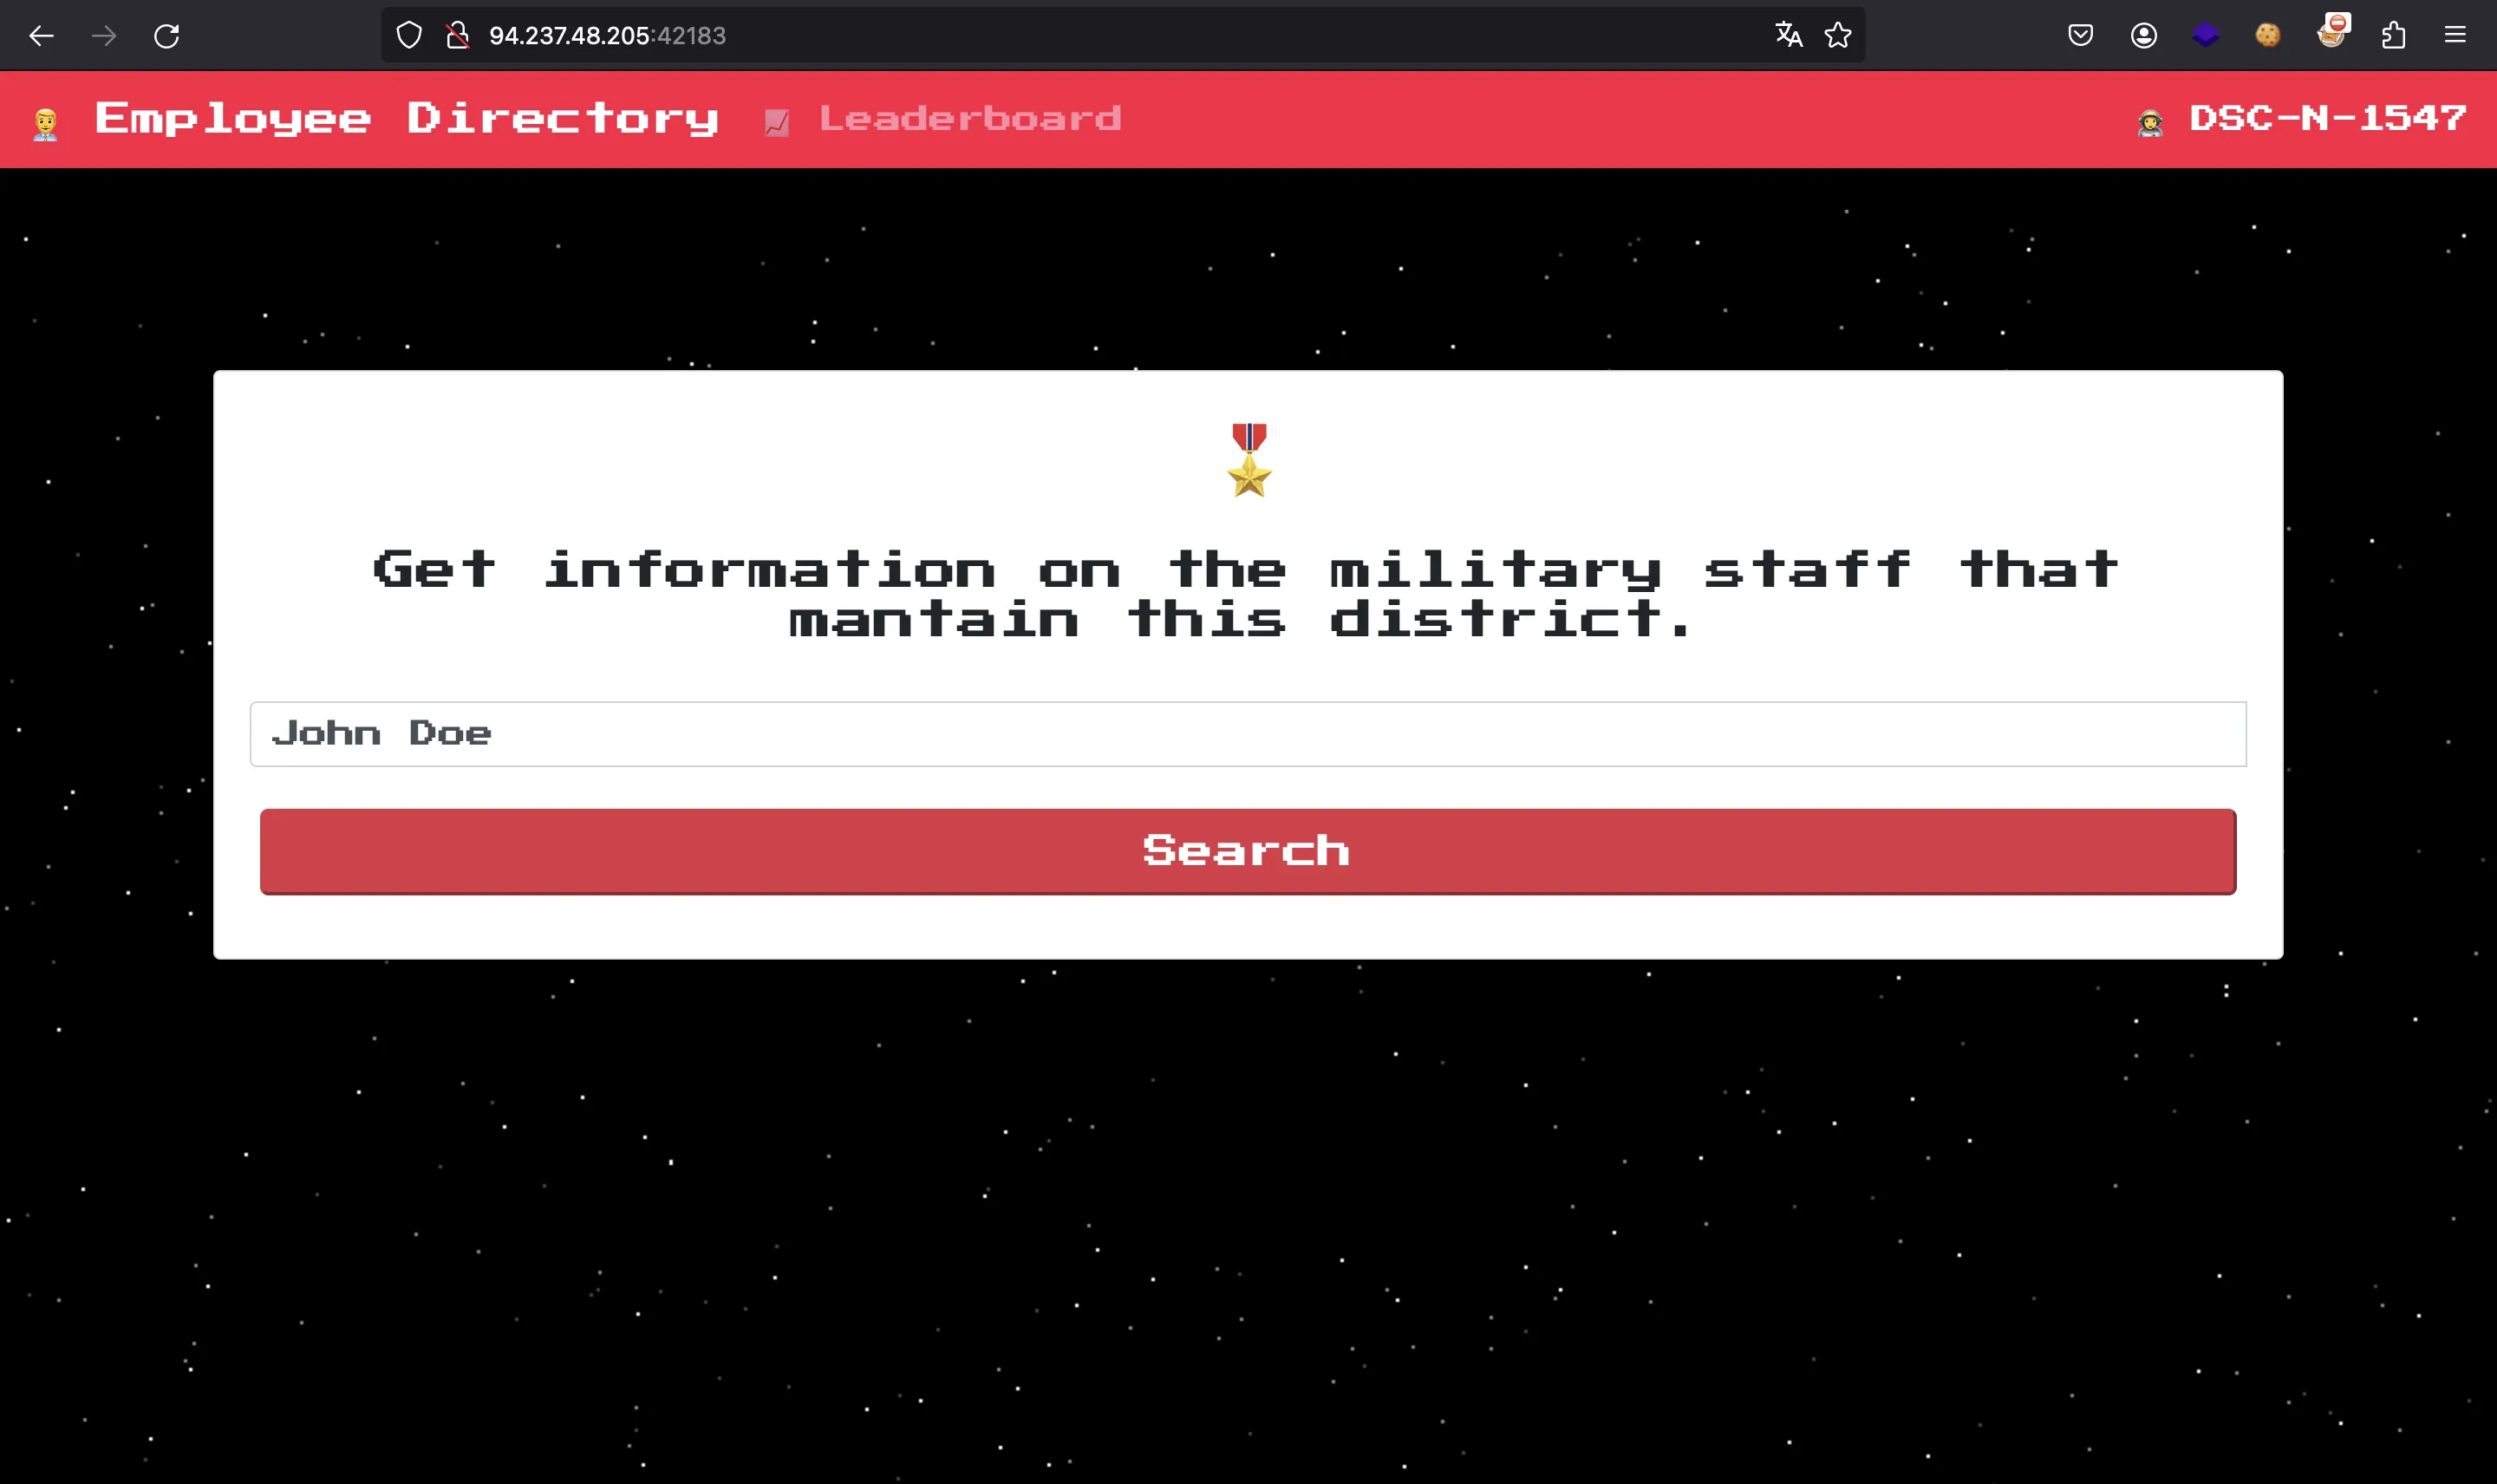 94.237.48.205:42183
Employee Directory Leaderboard DSC-N-1547
Get information on the military staff that
mantain this district.
John Doe
Search